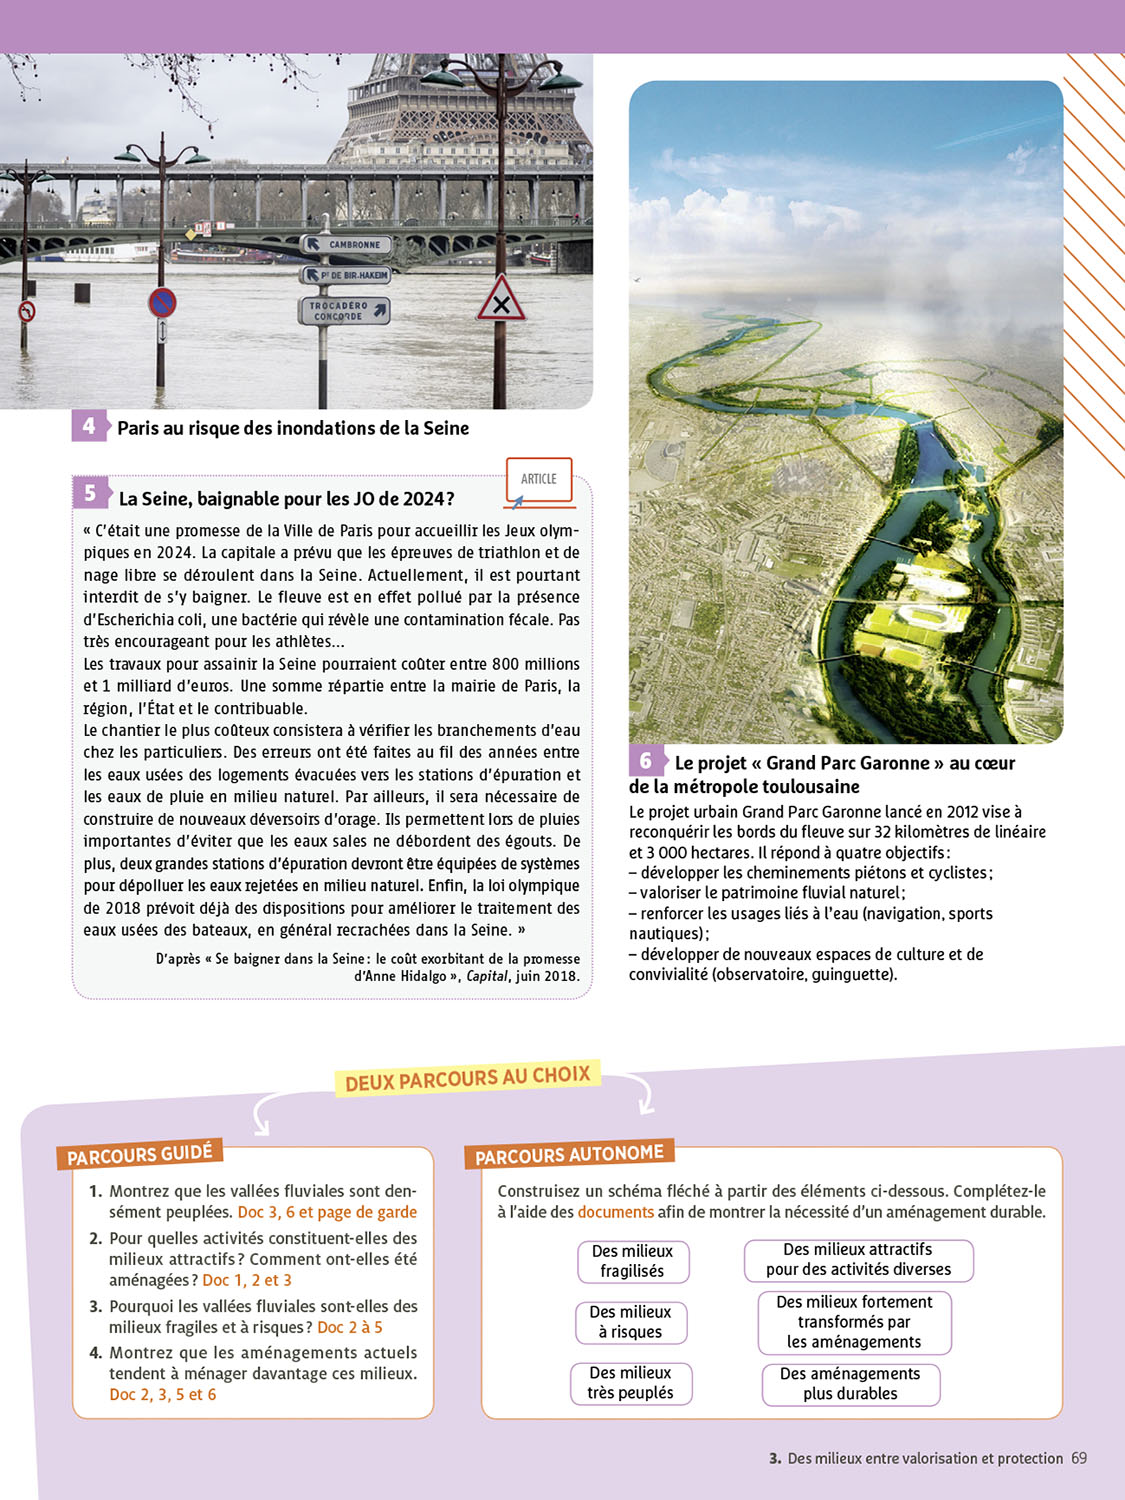 CAMBRONNE
Pt DE BIR-HAKEIM
TROCADÉRO
CONCORDE
4 Paris au risque des inondations de la Seine
ARTICLE
5 La Seine, baignable pour les JO de 2024 ?
« C’était une promesse de la Ville de Paris pour accueillir les Jeux olym-
piques en 2024. La capitale a prévu que les épreuves de triathlon et de
nage libre se déroulent dans la Seine. Actuellement, il est pourtant
interdit de s’y baigner. Le fleuve est en effet pollué par la présence
d’Escherichia coli, une bactérie qui révèle une contamination fécale. Pas
très encourageant pour les athlètes…
Les travaux pour assainir la Seine pourraient coûter entre 800 millions
et 1 milliard d’euros. Une somme répartie entre la mairie de Paris, la
région, l’État et le contribuable.
Le chantier le plus coûteux consistera à vérifier les branchements d’eau
chez les particuliers. Des erreurs ont été faites au fil des années entre
les eaux usées des logements évacuées vers les stations d’épuration et
les eaux de pluie en milieu naturel. Par ailleurs, il sera nécessaire de
construire de nouveaux déversoirs d’orage. Ils permettent lors de pluies
importantes d’éviter que les eaux sales ne débordent des égouts. De
plus, deux grandes stations d’épuration devront être équipées de systèmes
pour dépolluer les eaux rejetées en milieu naturel. Enfin, la loi olympique
de 2018 prévoit déjà des dispositions pour améliorer le traitement des
eaux usées des bateaux, en général recrachées dans la Seine. »
D’après « Se baigner dans la Seine : le coût exorbitant de la promesse
d’Anne Hidalgo », Capital, juin 2018.
6 Le projet « Grand Parc Garonne » au cœur
de la métropole toulousaine
Le projet urbain Grand Parc Garonne lancé en 2012 vise à
reconquérir les bords du fleuve sur 32 kilomètres de linéaire
et 3 000 hectares. Il répond à quatre objectifs :
– développer les cheminements piétons et cyclistes ;
– valoriser le patrimoine fluvial naturel ;
– renforcer les usages liés à l’eau (navigation, sports
nautiques) ;
– développer de nouveaux espaces de culture et de
convivialité (observatoire, guinguette).
DEUX PARCOURS AU CHOIX
PARCOURS GUIDÉ
1. Montrez que les vallées fluviales sont den-
sément peuplées. Doc 3, 6 et page de garde
2. Pour quelles activités constituent-elles des
milieux attractifs ? Comment ont-elles été
aménagées ? Doc 1, 2 et 3
3. Pourquoi les vallées fluviales sont-elles des
milieux fragiles et à risques ? Doc 2 à 5
4. Montrez que les aménagements actuels
tendent à ménager davantage ces milieux.
Doc 2, 3, 5 et 6
PARCOURS AUTONOME
Construisez un schéma fléché à partir des éléments ci-dessous. Complétez-le
à l’aide des documents afin de montrer la nécessité d’un aménagement durable.
Des milieux
fragilisés
Des milieux attractifs
pour des activités diverses
Des milieux
à risques
Des milieux fortement
transformés par
les aménagements
Des milieux
très peuplés
Des aménagements
plus durables
3. Des milieux entre valorisation et protection 69